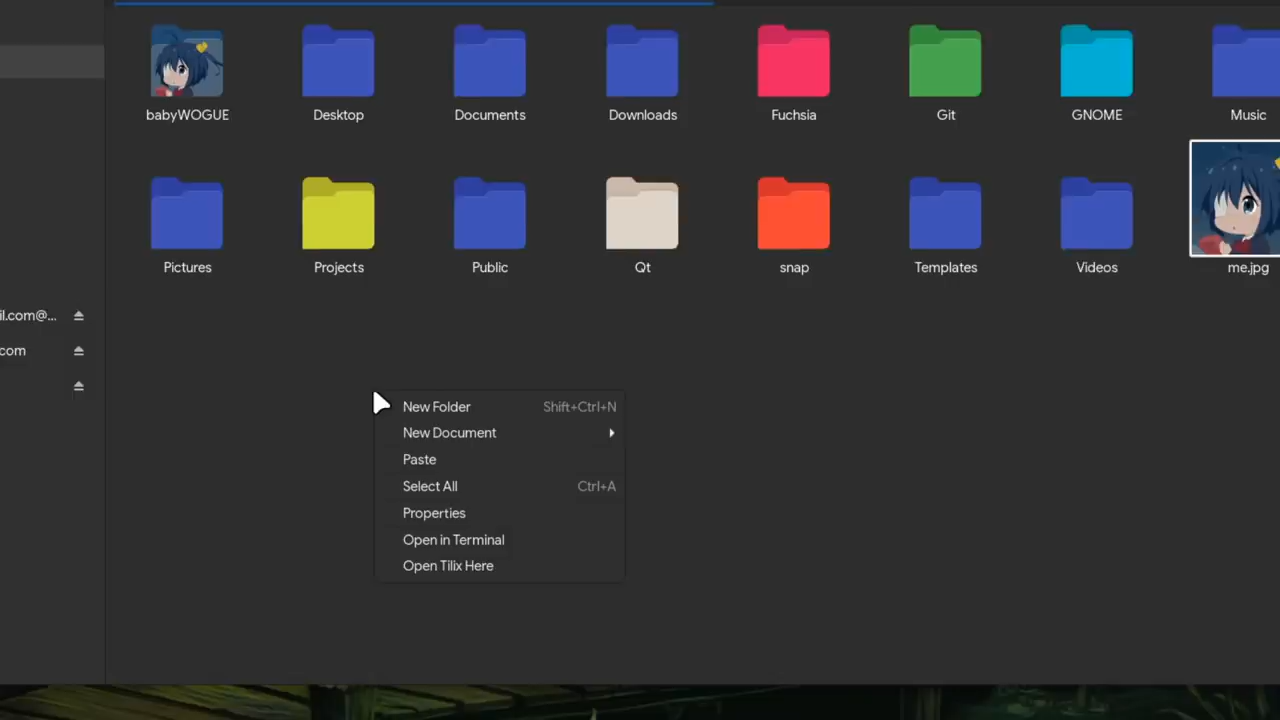 babyWOGUE
Desktop
Documents
Downloads
Fuchsia
Git
GNOME
Music
Pictures
Projects
Public
Qt
snap
Templates
Videos
me.jpg
il.com@...
com
New Folder Shift+Ctrl+N
New Document
Paste
Select All Ctrl+A
Properties
Open in Terminal
Open Tilix Here